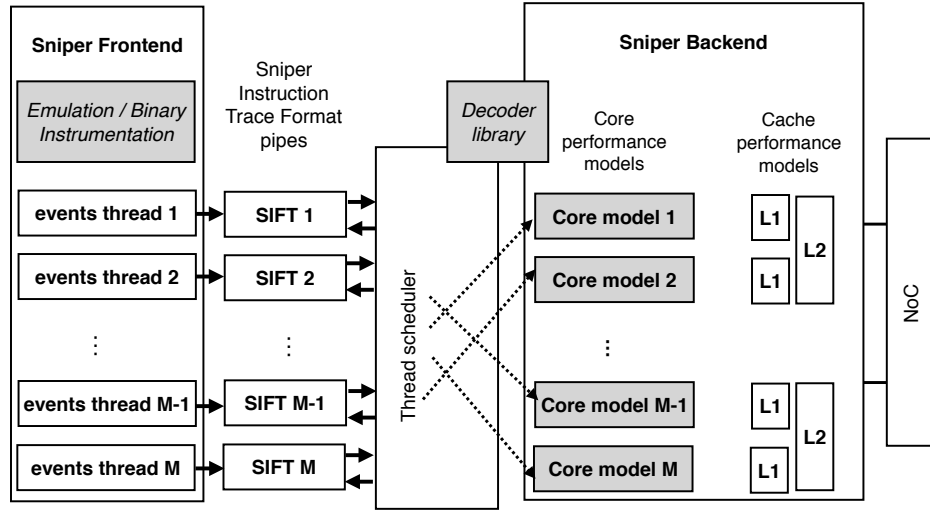 Sniper Frontend
Emulation / Binary
Instrumentation
events thread 1
events thread 2
...
events thread M-1
events thread M
Sniper
Instruction
Trace Format
pipes
SIFT 1
SIFT 2
...
SIFT M-1
SIFT M
Thread scheduler
Decoder
library
Sniper Backend
Core
performance
models
Core model 1
Core model 2
...
Core model M-1
Core model M
Cache
performance
models
L1
L1
L2
L1
L1
L2
NoC